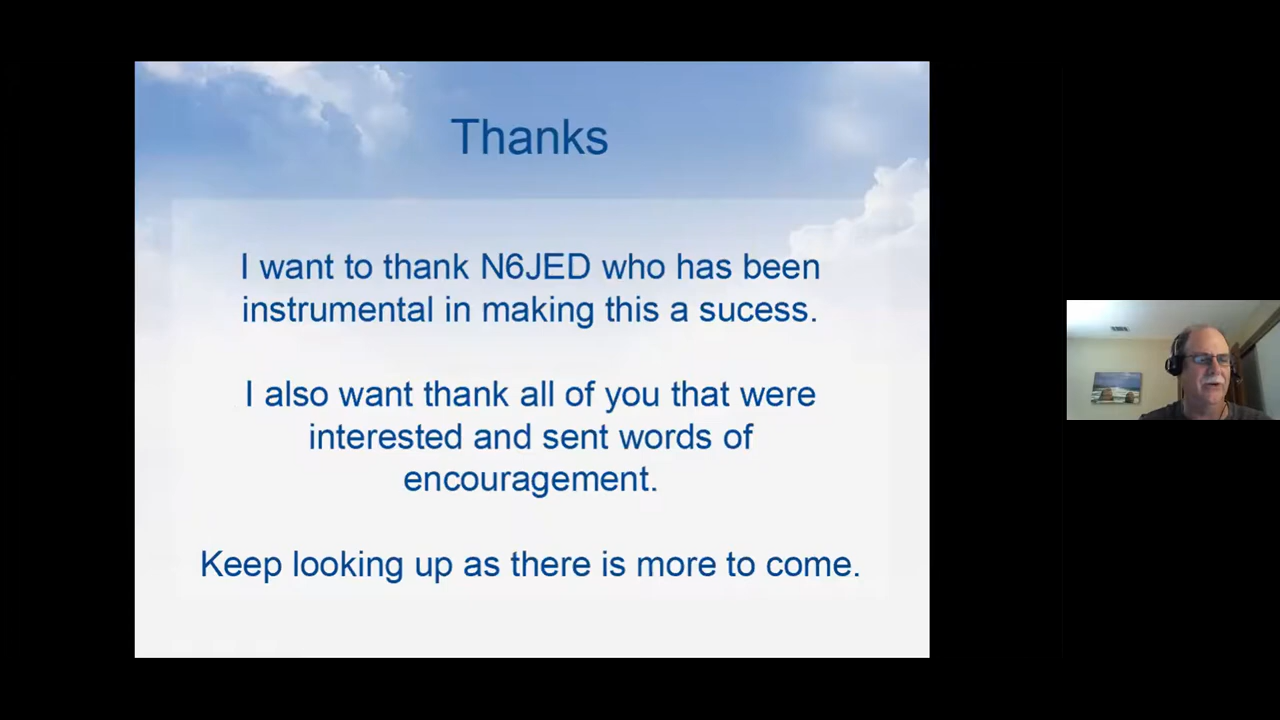 Thanks
I want to thank N6JED who has been
instrumental in making this a sucess.
I also want thank all of you that were
interested and sent words of
encouragement.
Keep looking up as there is more to come.